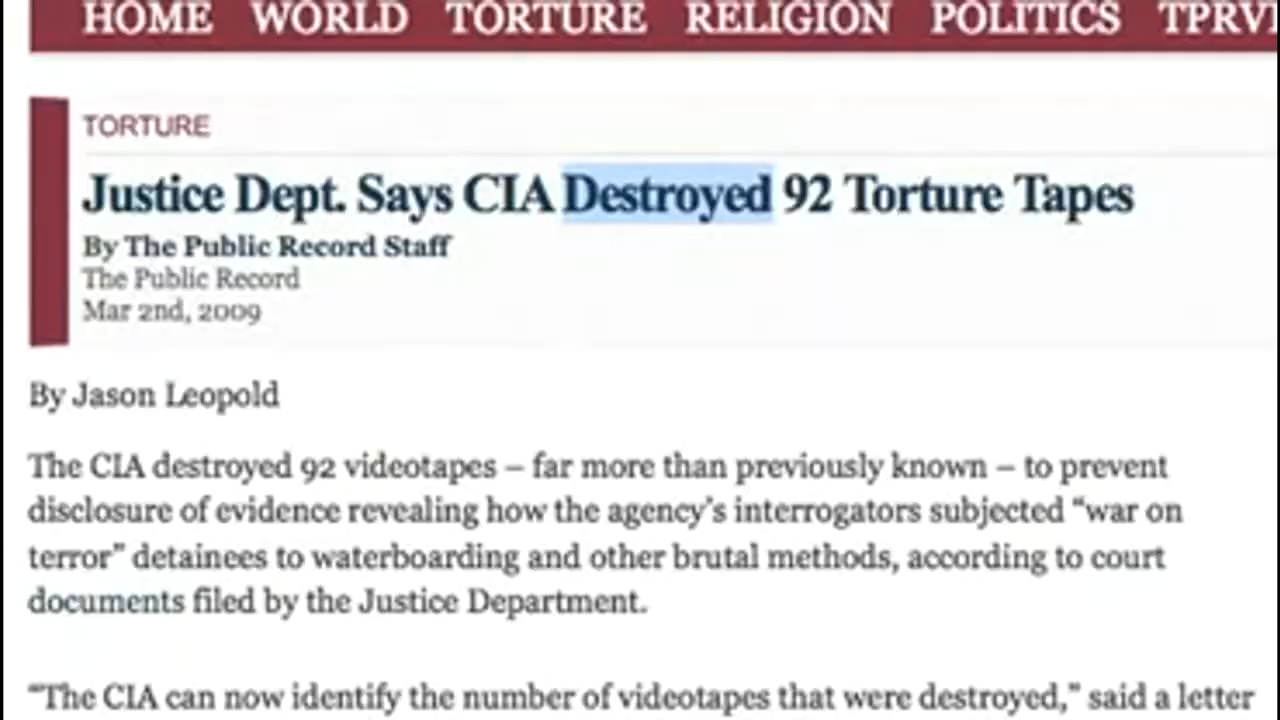 HOME WORLD TORTURE RELIGION POLITICS
TORTURE
Justice Dept. Says CIA Destroyed 92 Torture Tapes
By The Public Record Staff
The Public Record
Mar 2nd, 2009
By Jason Leopold
The CIA destroyed 92 videotapes – far more than previously known – to prevent
disclosure of evidence revealing how the agency's interrogators subjected “war on
terror” detainees to waterboarding and other brutal methods, according to court
documents filed by the Justice Department.
“The CIA can now identify the number of videotapes that were destroyed,” said a letter